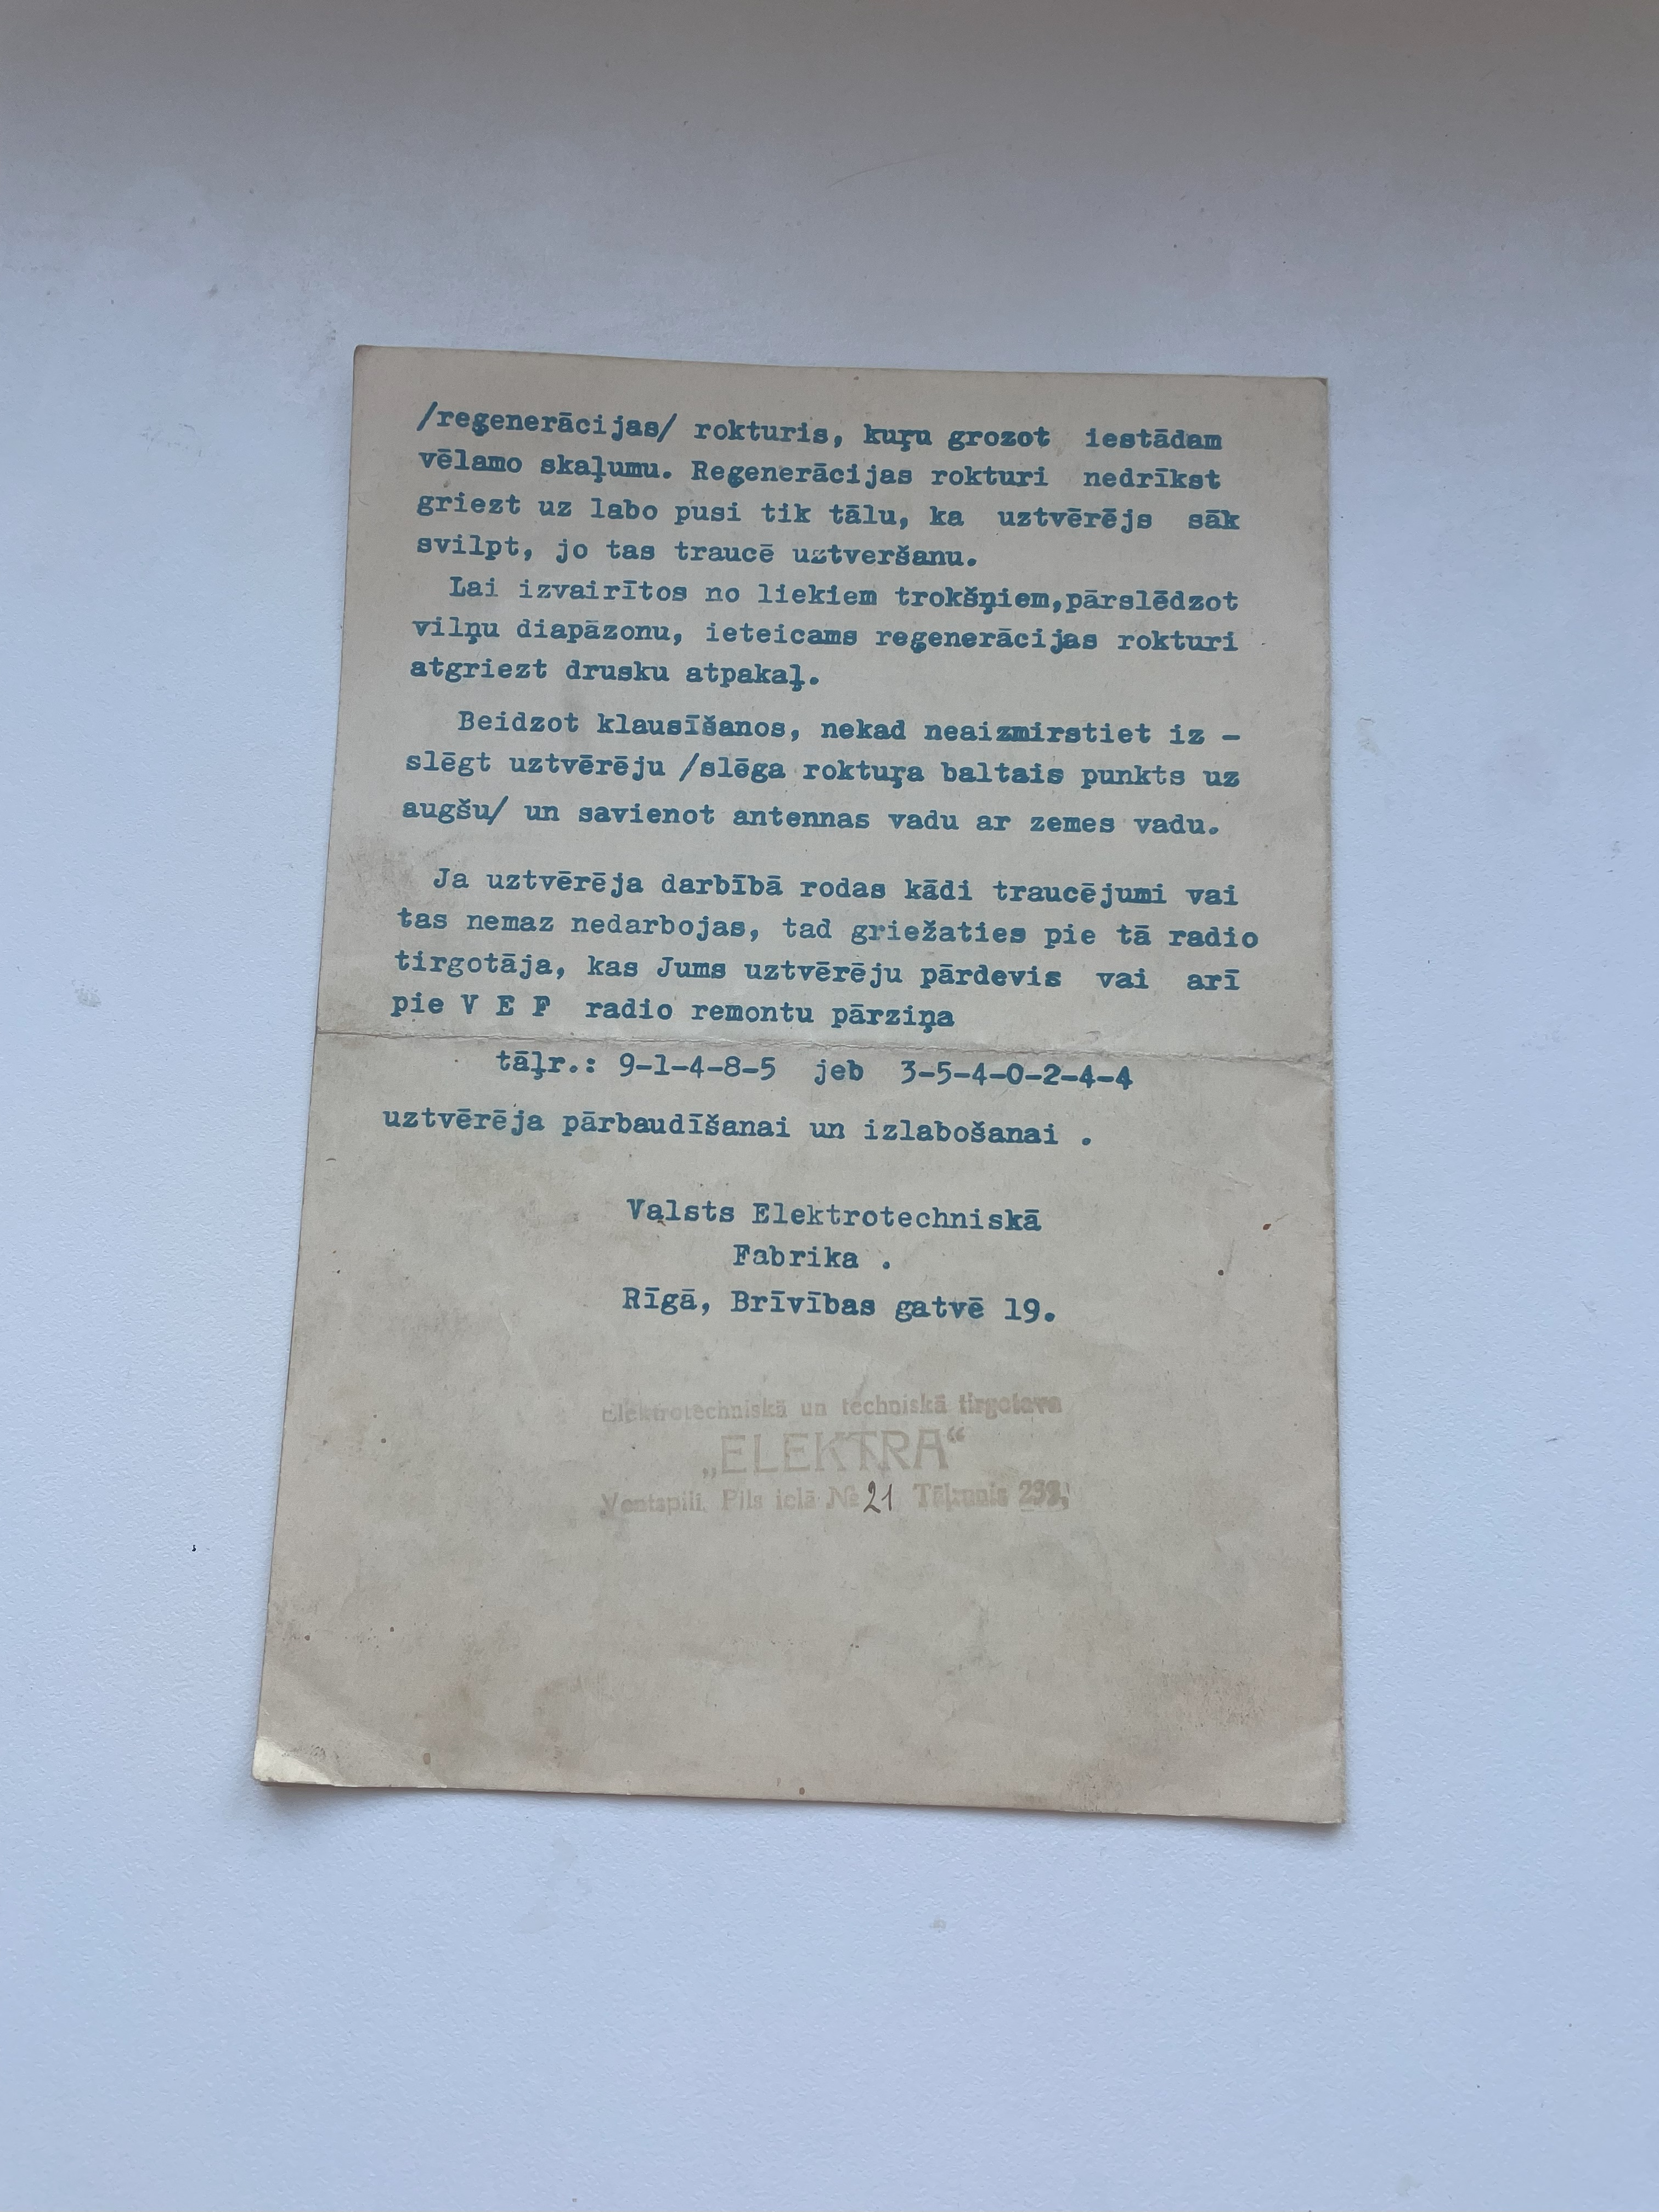 /reģenerācijas/ rokturis, kuŗu grozot iestādam
vēlamo skaļumu. Reģenerācijas rokturi nedrīkst
griezt uz labo pusi tik tālu, ka uztvērējs sāk
svilpt, jo tas traucē uztveršanu.
Lai izvairītos no liekiem trokšņiem,pārslēdzot
viļņu diapāzonu, ieteicams reģenerācijas rokturi
atgriezt drusku atpakaļ.
Beidzot klausīšanos, nekad neaizmirstiet iz -
slēgt uztvērēju /slēga roktuŗa baltais punkts uz
augšu/ un savienot antennas vadu ar zemes vadu.
Ja uztvērēja darbībā rodas kādi traucējumi vai
tas nemaz nedarbojas, tad griežaties pie tā radio
tirgotāja, kas Jums uztvērēju pārdevis vai arī
pie V E F radio remontu pārziņa
tāļr.: 9-1-4-8-5 jeb 3-5-4-0-2-4-4
uztvērēja pārbaudīšanai un izlabošanai .
Valsts Elektrotechniskā
Fabrika .
Rīgā, Brīvības gatvē 19.
Elektrotechniskā un techniskā tirgotava
„ELEKTRA“
Ventspilī, Pils ielā № 21 Tāļrunis